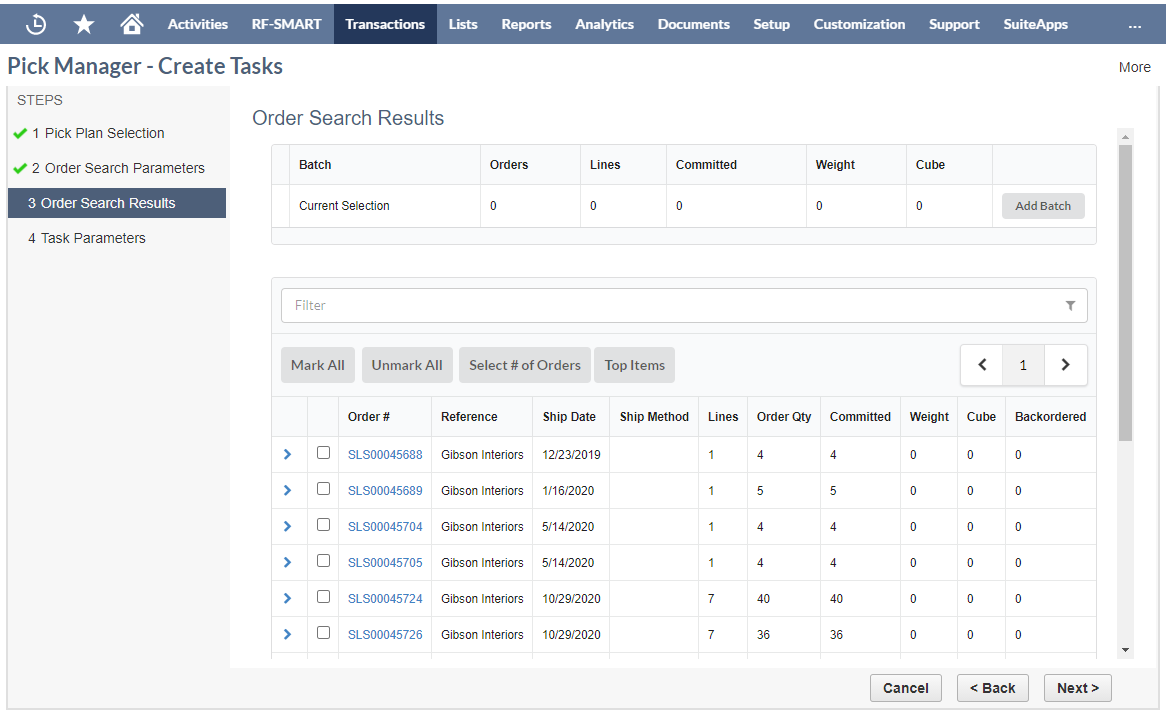 Activities RF-SMART Transactions Lists Reports Analytics Documents Setup Customization Support SuiteApps ...
Pick Manager - Create Tasks More
STEPS
1 Pick Plan Selection
2 Order Search Parameters
3 Order Search Results
4 Task Parameters
Order Search Results
Batch Orders Lines Committed Weight Cube
Current Selection 0 0 0 0 0 Add Batch
Filter
Mark All Unmark All Select # of Orders Top Items 1
Order # Reference Ship Date Ship Method Lines Order Qty Committed Weight Cube Backordered
SLS00045688 Gibson Interiors 12/23/2019 1 4 4 0 0 0
SLS00045689 Gibson Interiors 1/16/2020 1 5 5 0 0 0
SLS00045704 Gibson Interiors 5/14/2020 1 4 4 0 0 0
SLS00045705 Gibson Interiors 5/14/2020 1 4 4 0 0 0
SLS00045724 Gibson Interiors 10/29/2020 7 40 40 0 0 0
SLS00045726 Gibson Interiors 10/29/2020 7 36 36 0 0 0
Cancel < Back Next >